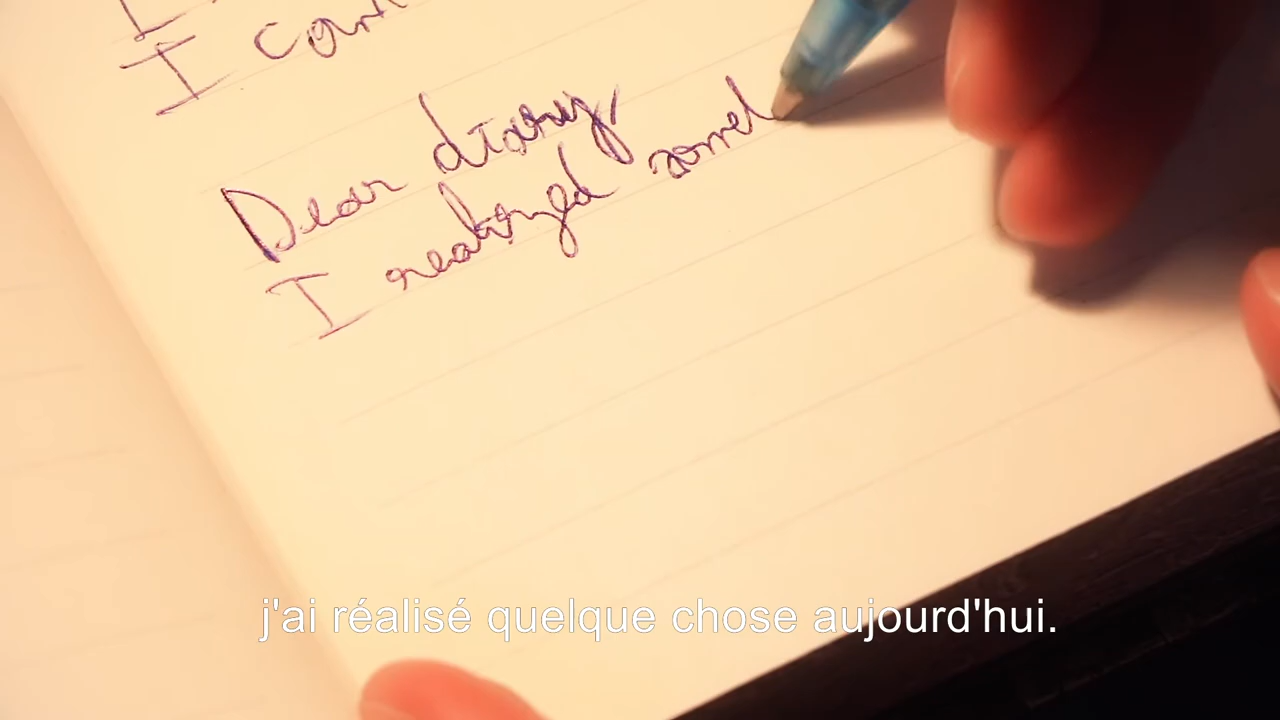 I
Dear diary,
I realized
j'ai réalisé quelque chose aujourd'hui.